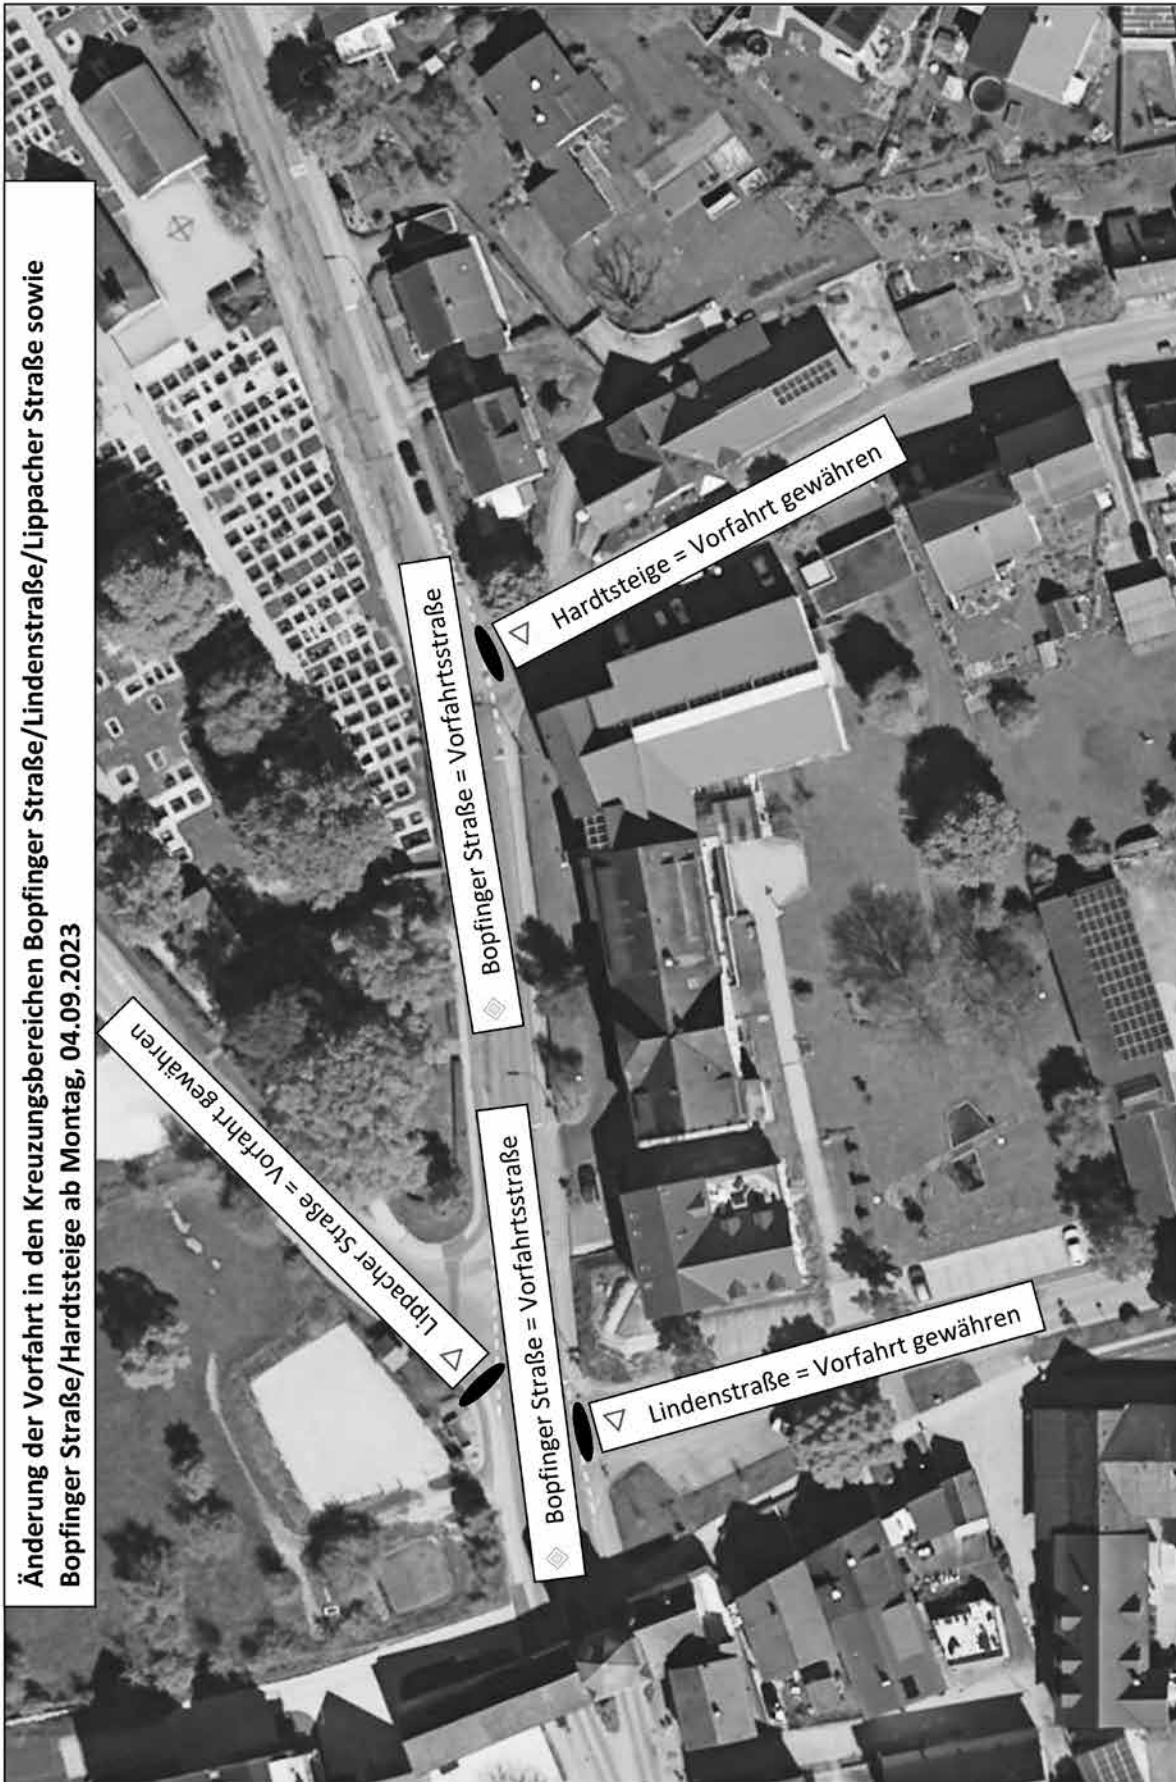 Änderung der Vorfahrt in den Kreuzungsbereichen Bopfinger Straße/Lindenstraße/Lippacher Straße sowie
Bopfinger Straße/Hardtsteige ab Montag, 04.09.2023
Lippacher Straße = Vorfahrt gewähren
Bopfinger Straße = Vorfahrtsstraße
Bopfinger Straße = Vorfahrtsstraße
Lindenstraße = Vorfahrt gewähren
Hardtsteige = Vorfahrt gewähren